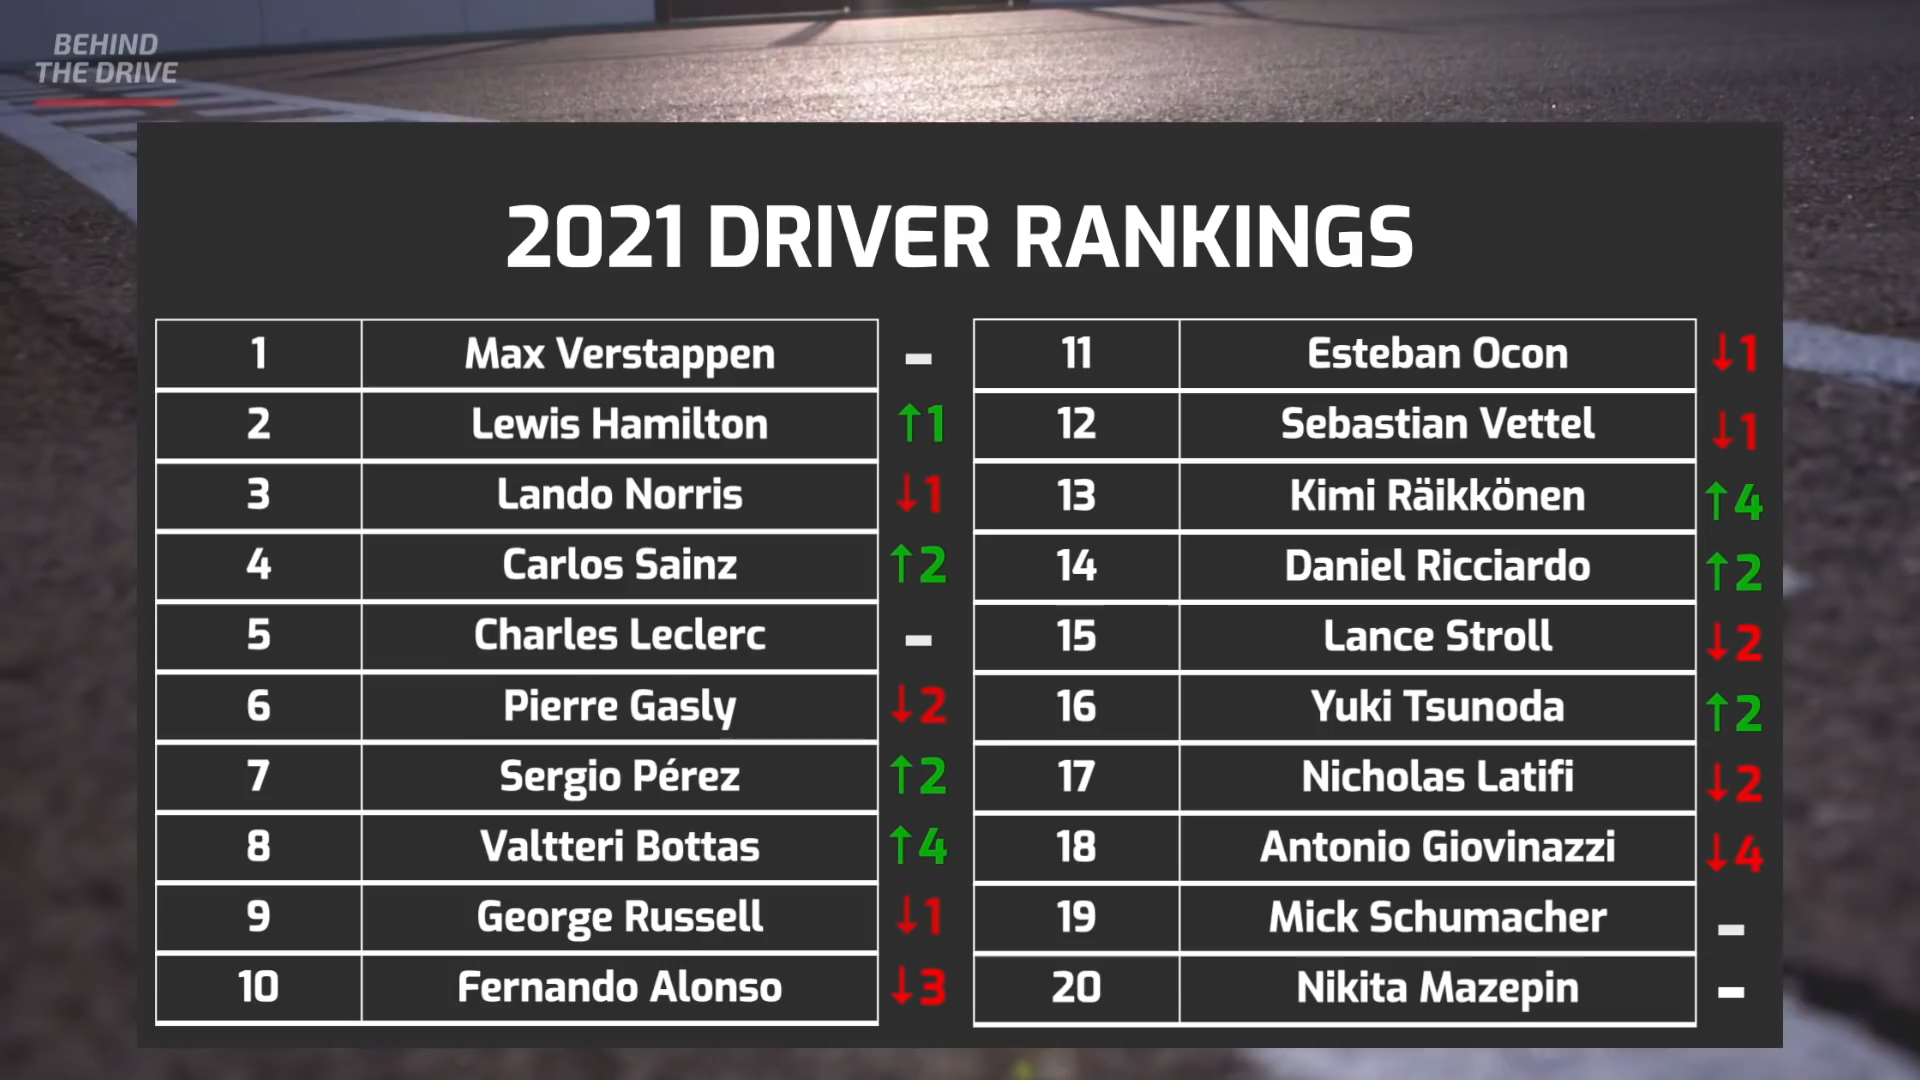 BEHIND
THE DRIVE
2021 DRIVER RANKINGS
1 Max Verstappen -
2 Lewis Hamilton ↑1
3 Lando Norris ↓1
4 Carlos Sainz ↑2
5 Charles Leclerc -
6 Pierre Gasly ↓2
7 Sergio Pérez ↑2
8 Valtteri Bottas ↑4
9 George Russell ↓1
10 Fernando Alonso ↓3
11 Esteban Ocon ↓1
12 Sebastian Vettel ↓1
13 Kimi Räikkönen ↑4
14 Daniel Ricciardo ↑2
15 Lance Stroll ↓2
16 Yuki Tsunoda ↑2
17 Nicholas Latifi ↓2
18 Antonio Giovinazzi ↓4
19 Mick Schumacher -
20 Nikita Mazepin -